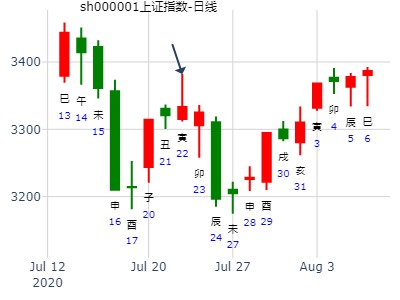 sh000001上证指数-日线
3400
3300
3200
巳
13
午
14
未
15
申
16
酉
17
子
20
丑
21
寅
22
卯
23
辰
24
未
27
申
28
酉
29
戌
30
亥
31
寅
3
卯
4
辰
5
巳
6
Jul 12
2020
Jul 20
Jul 27
Aug 3